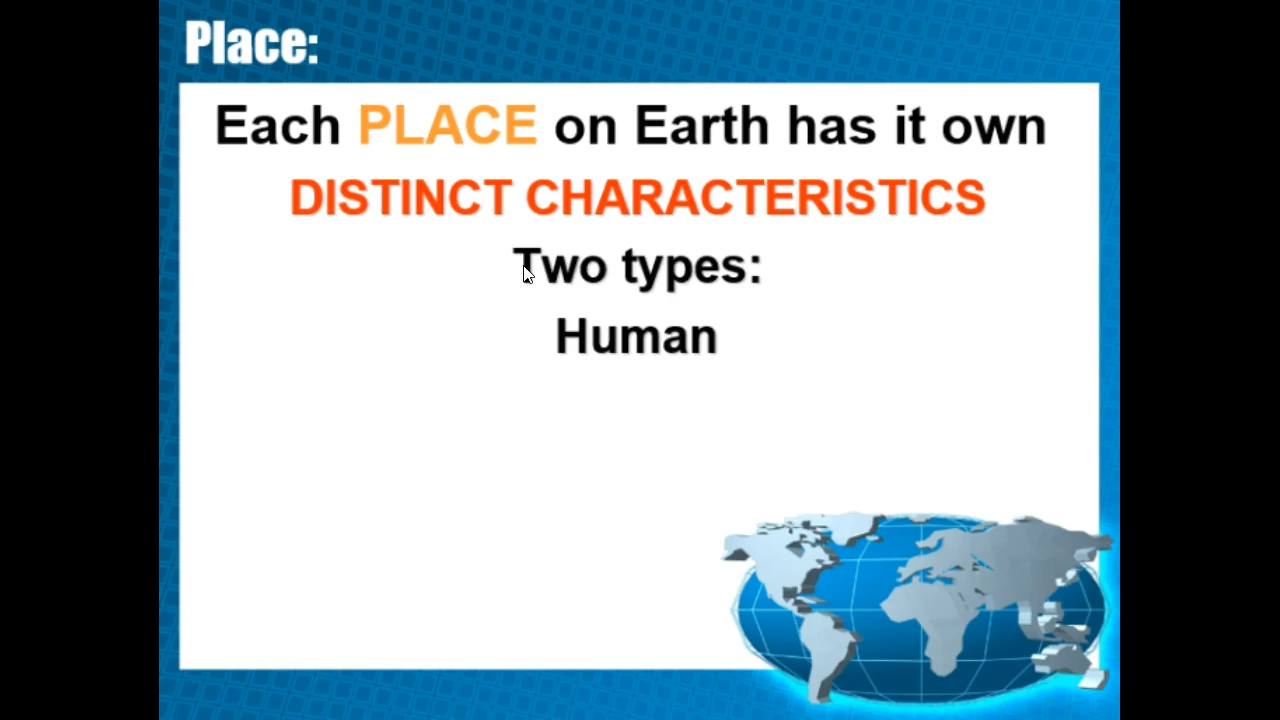 Place:
Each PLACE on Earth has it own
DISTINCT CHARACTERISTICS
Two types:
Human